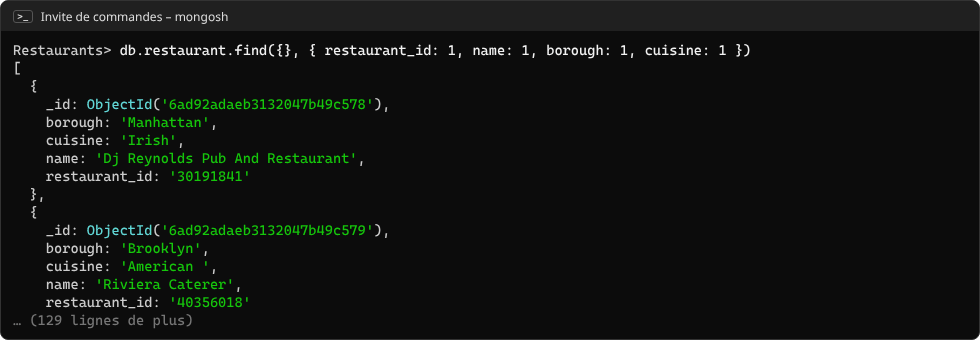 >_ Invite de commandes – mongosh
Restaurants> db.restaurant.find({}, { restaurant_id: 1, name: 1, borough: 1, cuisine: 1 })
[
  {
    _id: ObjectId('6ad92adaeb3132047b49c578'),
    borough: 'Manhattan',
    cuisine: 'Irish',
    name: 'Dj Reynolds Pub And Restaurant',
    restaurant_id: '30191841'
  },
  {
    _id: ObjectId('6ad92adaeb3132047b49c579'),
    borough: 'Brooklyn',
    cuisine: 'American ',
    name: 'Riviera Caterer',
    restaurant_id: '40356018'
… (129 lignes de plus)